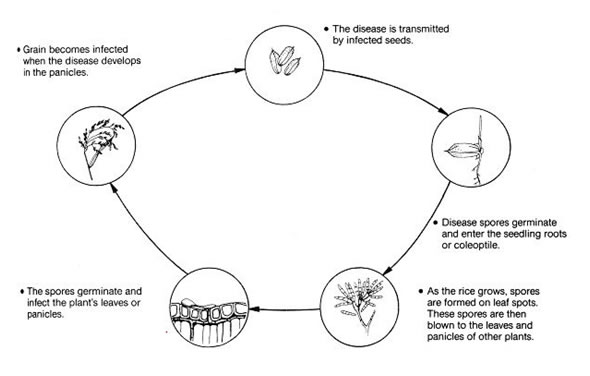 • The disease is transmitted
by infected seeds.
• Disease spores germinate
and enter the seedling roots
or coleoptile.
• As the rice grows, spores
are formed on leaf spots.
These spores are then
blown to the leaves and
panicles of other plants.
• The spores germinate and
infect the plant's leaves or
panicles.
• Grain becomes infected
when the disease develops
in the panicles.